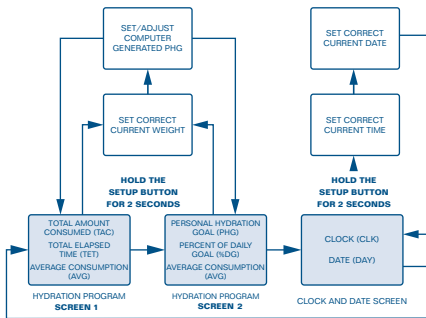 SET/ADJUST
COMPUTER
GENERATED PHG
SET CORRECT
CURRENT DATE
SET CORRECT
CURRENT WEIGHT
SET CORRECT
CURRENT TIME
HOLD THE
SETUP BUTTON
FOR 2 SECONDS
HOLD THE
SETUP BUTTON
FOR 2 SECONDS
TOTAL AMOUNT
CONSUMED (TAC)
TOTAL ELAPSED
TIME (TET)
AVERAGE CONSUMPTION
(AVG)
PERSONAL HYDRATION
GOAL (PHG)
PERCENT OF DAILY
GOAL (%DG)
AVERAGE CONSUMPTION
(AVG)
CLOCK (CLK)
DATE (DAY)
HYDRATION PROGRAM
SCREEN 1
HYDRATION PROGRAM
SCREEN 2
CLOCK AND DATE SCREEN